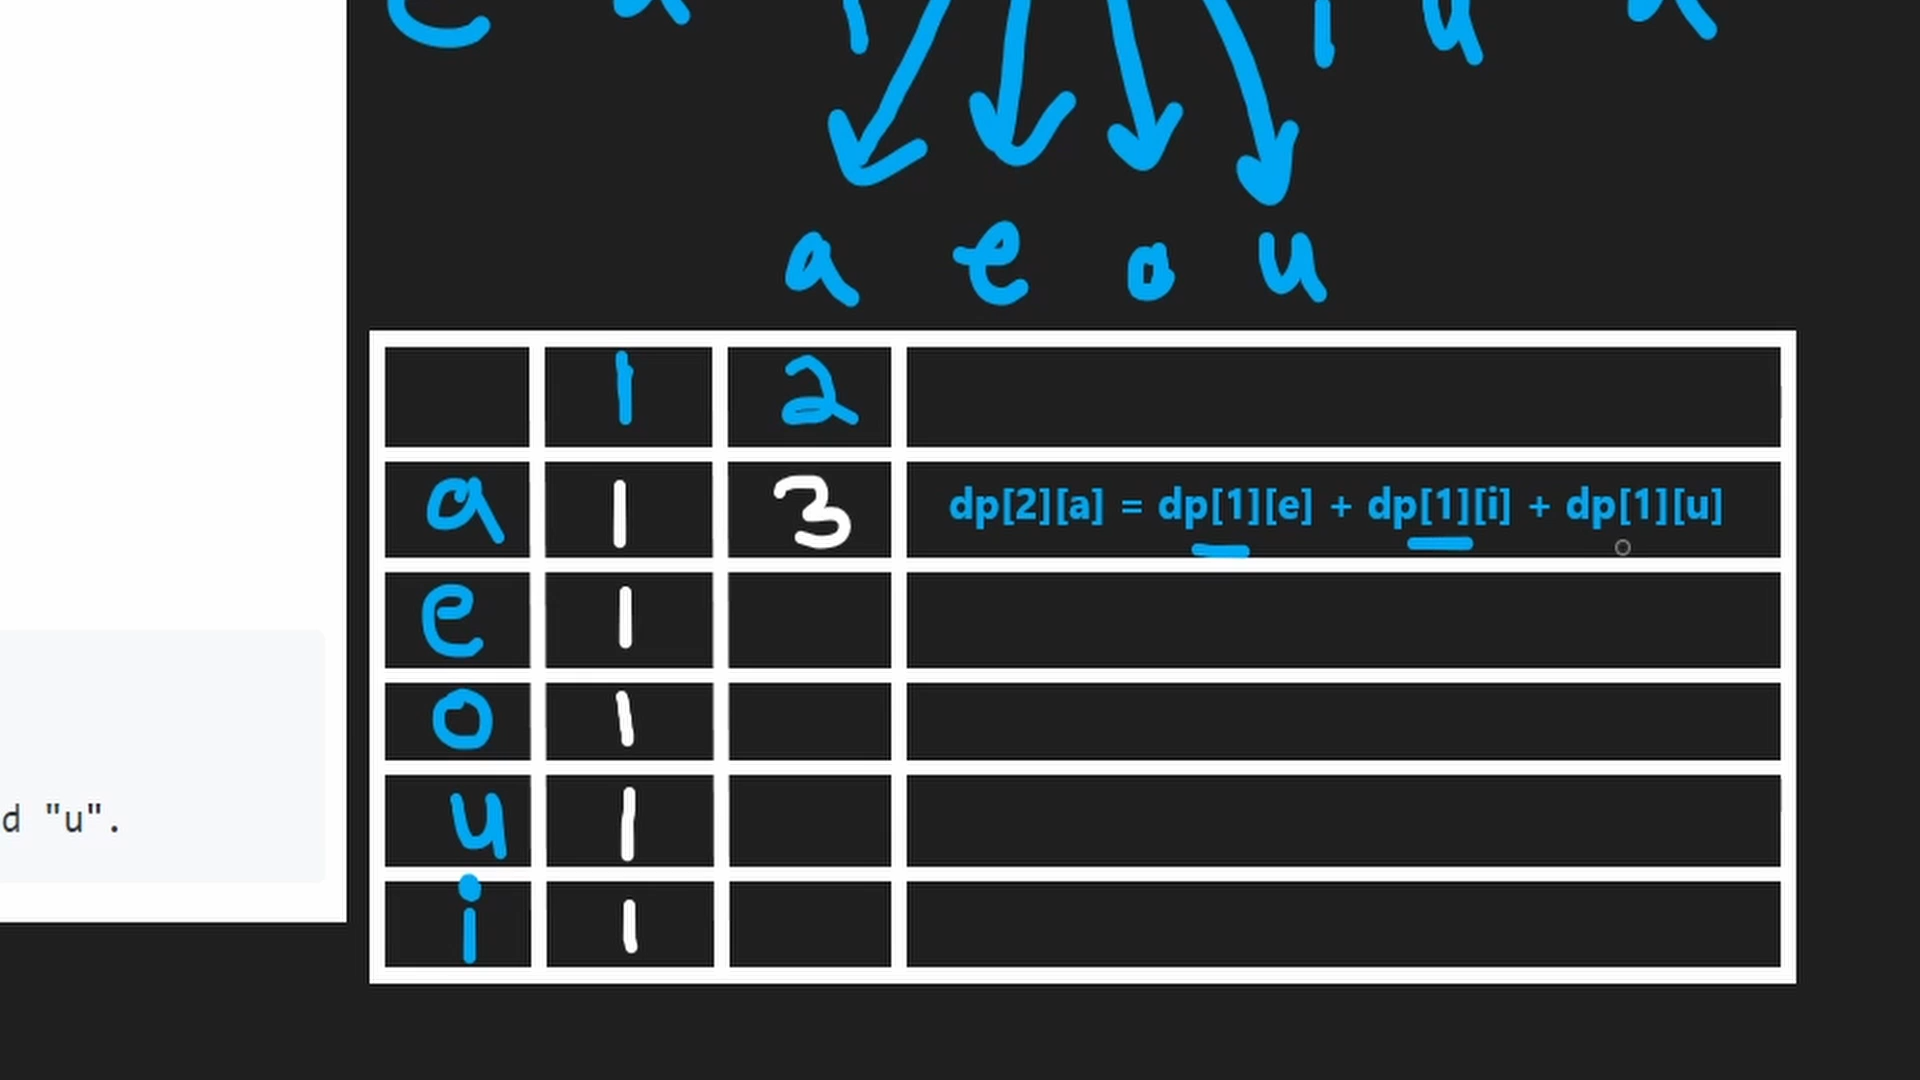 a e o u
1 2
a 1 3 dp[2][a] = dp[1][e] + dp[1][i] + dp[1][u]
e 1
o 1
u 1
d "u".
i 1